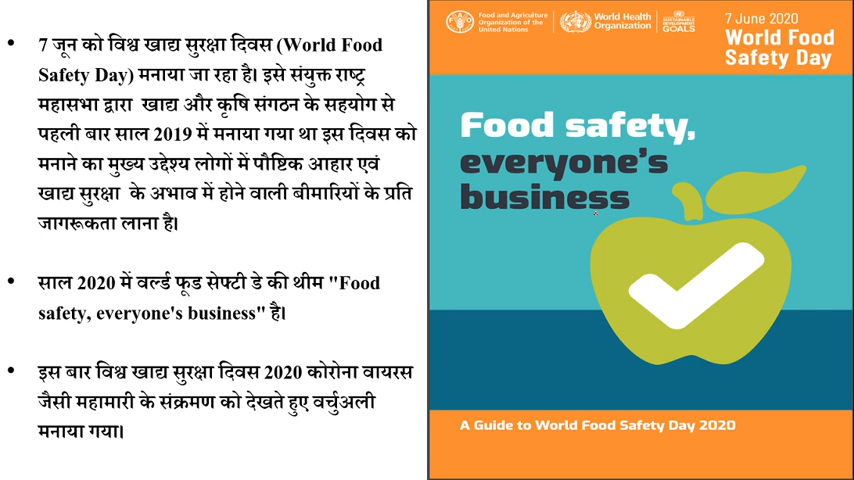 • 7 जून को विश्व खाद्य सुरक्षा दिवस (World Food
Safety Day) मनाया जा रहा है। इसे संयुक्त राष्ट्र
महासभा द्वारा खाद्य और कृषि संगठन के सहयोग से
पहली बार साल 2019 में मनाया गया था इस दिवस को
मनाने का मुख्य उद्देश्य लोगों में पौष्टिक आहार एवं
खाद्य सुरक्षा के अभाव में होने वाली बीमारियों के प्रति
जागरूकता लाना है।
• साल 2020 में वर्ल्ड फूड सेफ्टी डे की थीम "Food
safety, everyone's business" है।
• इस बार विश्व खाद्य सुरक्षा दिवस 2020 कोरोना वायरस
जैसी महामारी के संक्रमण को देखते हुए वर्चुअली
मनाया गया।
Food and Agriculture
Organization of the
United Nations
World Health
Organization
SUSTAINABLE
DEVELOPMENT
GOALS
7 June 2020
World Food
Safety Day
Food safety,
everyone's
business
A Guide to World Food Safety Day 2020